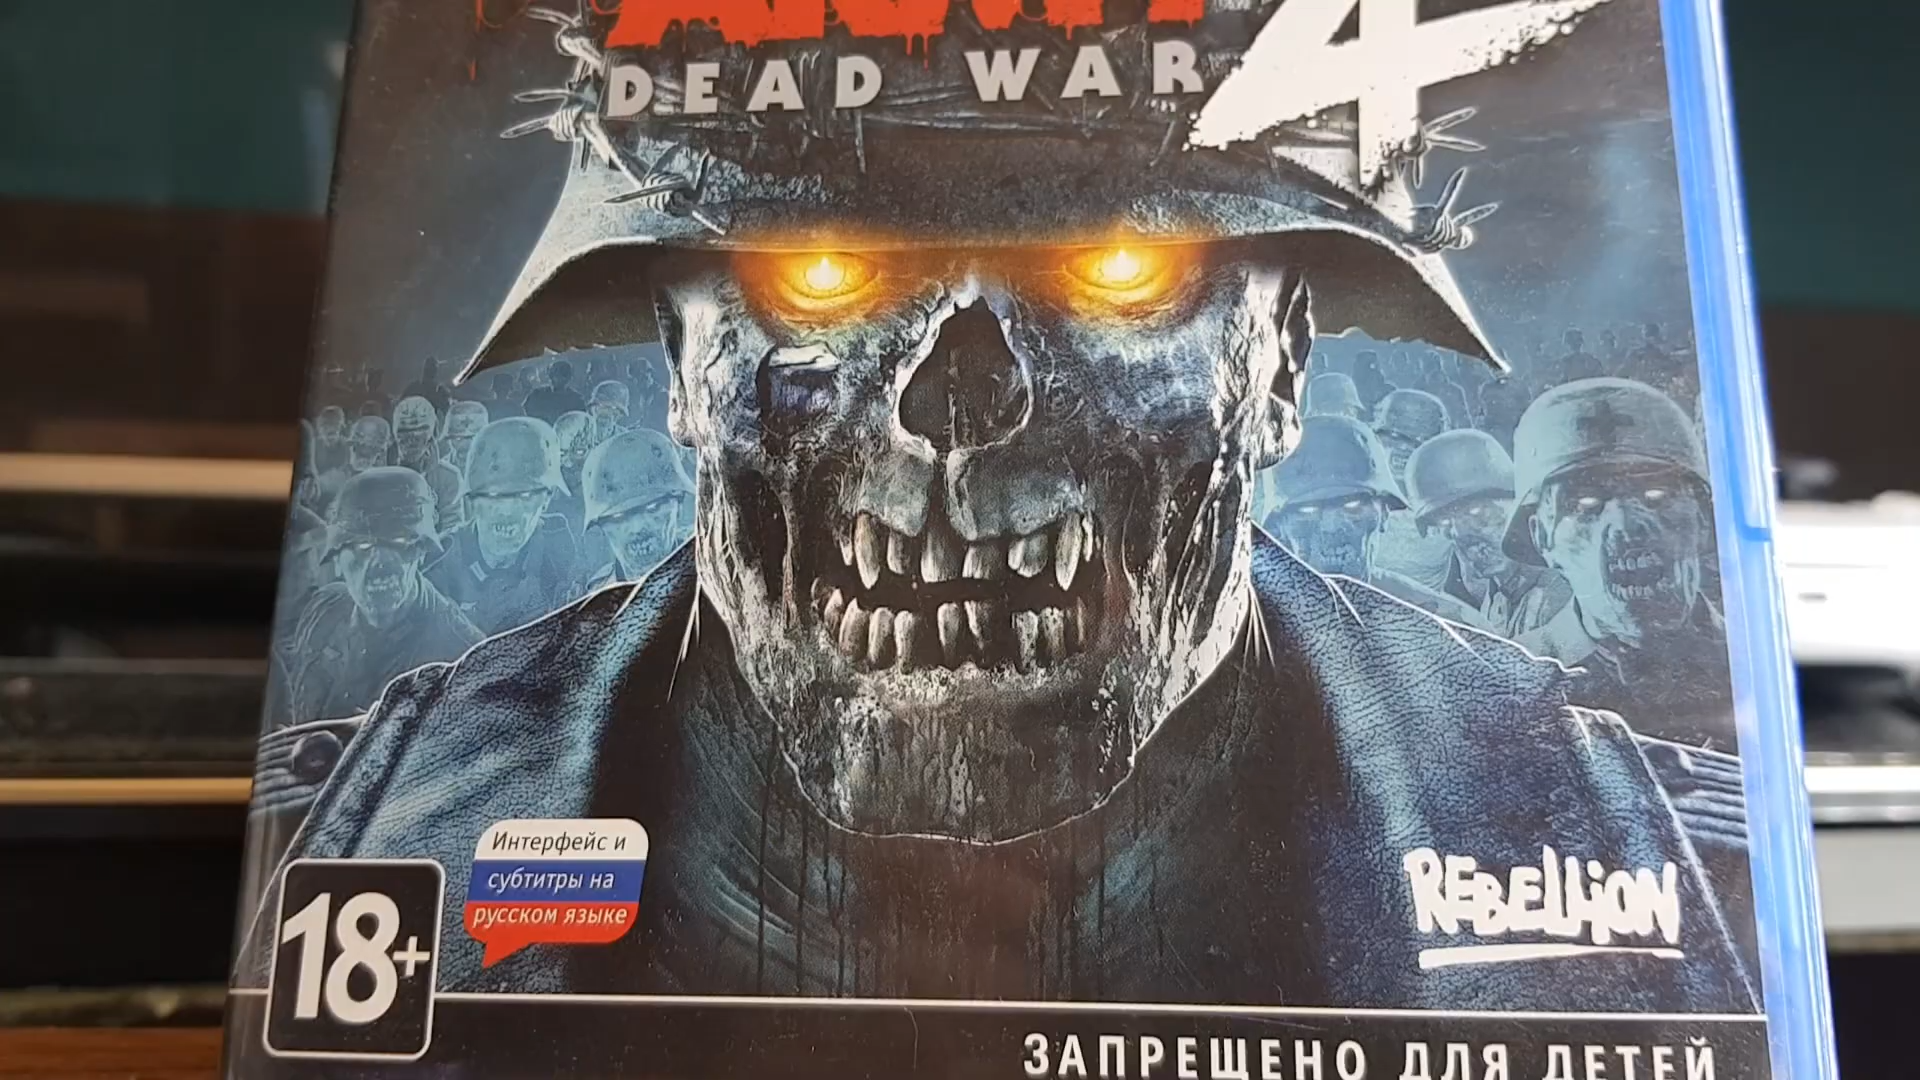 DEAD WAR 4
Интерфейс и
субтитры на
русском языке
18+
REBELLION
ЗАПРЕЩЕНО ДЛЯ ДЕТЕЙ